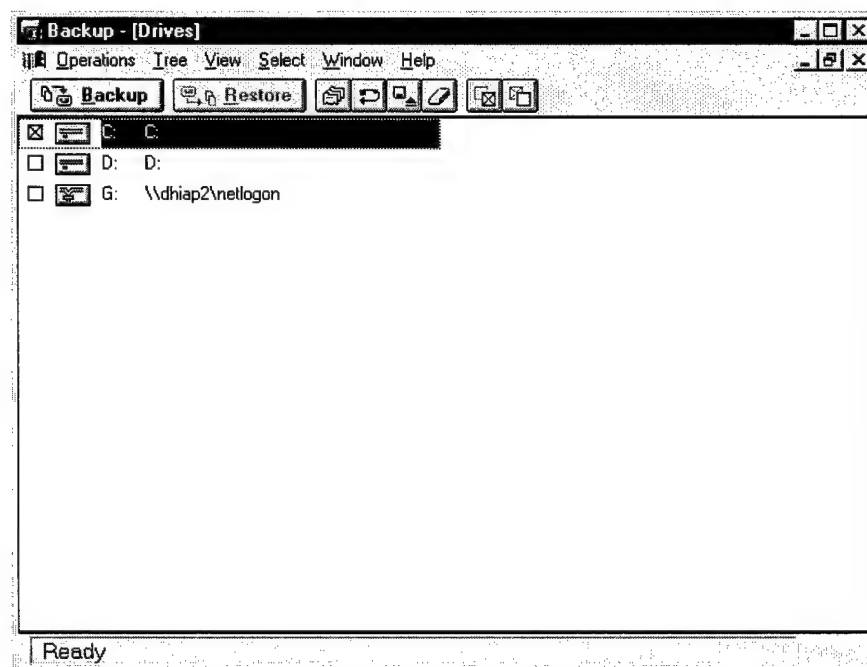 Backup - [Drives]
Operations Tree View Select Window Help
Backup Restore
C: C:
D: D:
G: \\dhiap2\netlogon
Ready